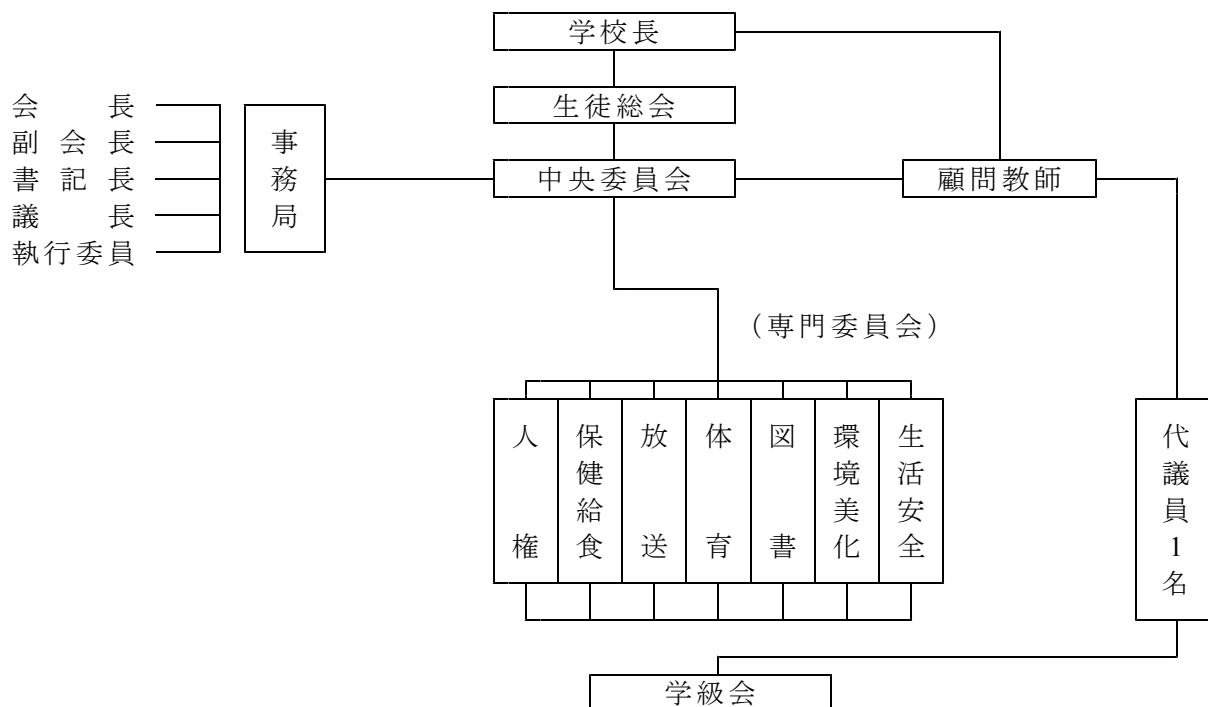 学校長
生徒総会
中央委員会
顧問教師
会長
副会長
書記長
議長
執行委員
事務局
（専門委員会）
人権
保健給食
放送
体育
図書
環境美化
生活安全
代議員1名
学級会